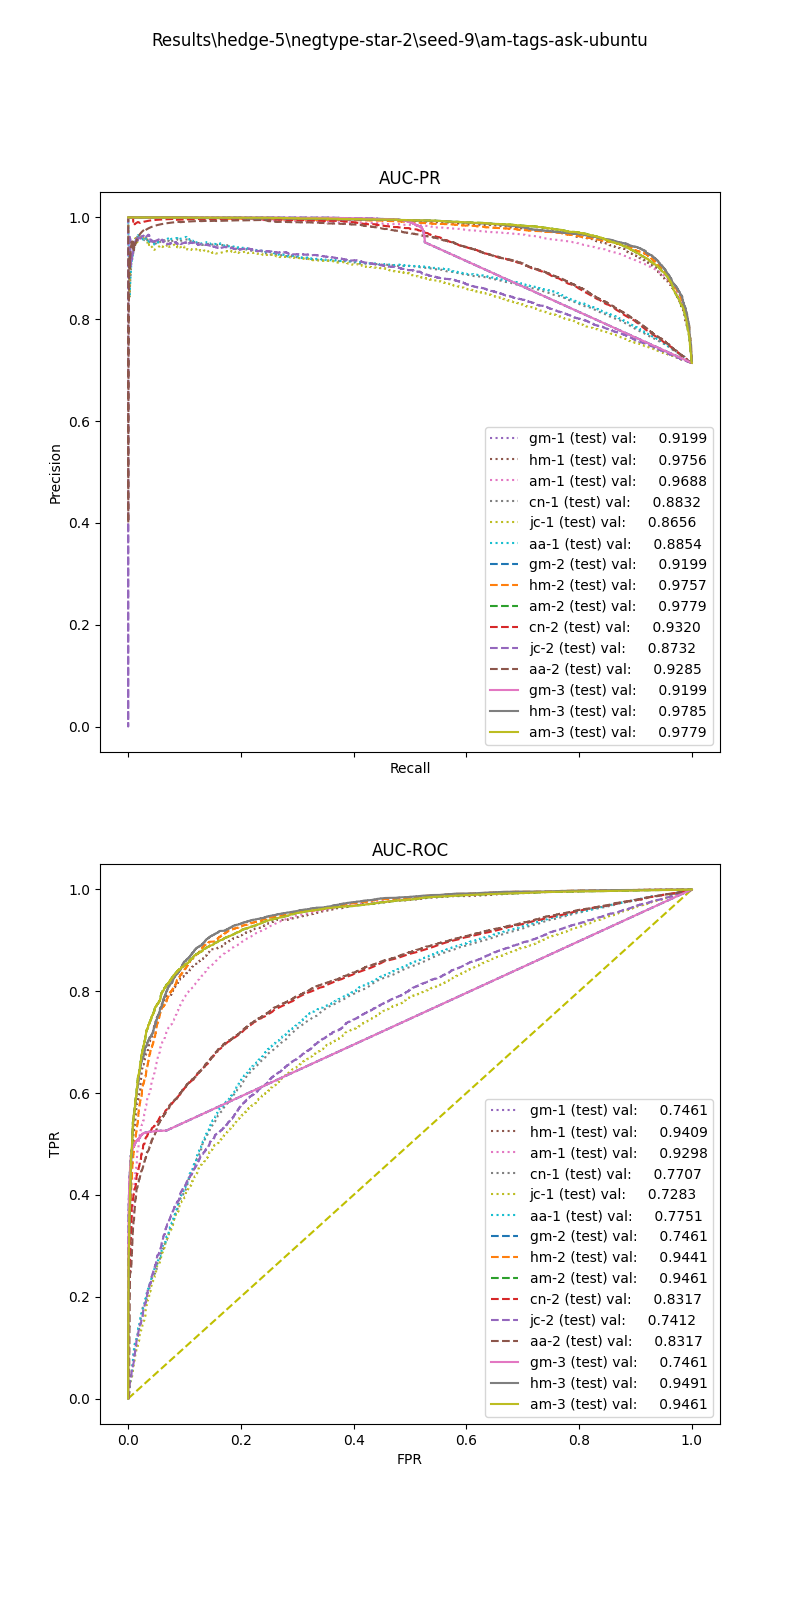 Results\hedge-5\negtype-star-2\seed-9\am-tags-ask-ubuntu
AUC-PR
1.0
0.8
0.6
0.4
0.2
0.0
Precision
gm-1 (test) val: 0.9199
hm-1 (test) val: 0.9756
am-1 (test) val: 0.9688
cn-1 (test) val: 0.8832
jc-1 (test) val: 0.8656
aa-1 (test) val: 0.8854
gm-2 (test) val: 0.9199
hm-2 (test) val: 0.9757
am-2 (test) val: 0.9779
cn-2 (test) val: 0.9320
jc-2 (test) val: 0.8732
aa-2 (test) val: 0.9285
gm-3 (test) val: 0.9199
hm-3 (test) val: 0.9785
am-3 (test) val: 0.9779
Recall
AUC-ROC
1.0
0.8
0.6
0.4
0.2
0.0
TPR
gm-1 (test) val: 0.7461
hm-1 (test) val: 0.9409
am-1 (test) val: 0.9298
cn-1 (test) val: 0.7707
jc-1 (test) val: 0.7283
aa-1 (test) val: 0.7751
gm-2 (test) val: 0.7461
hm-2 (test) val: 0.9441
am-2 (test) val: 0.9461
cn-2 (test) val: 0.8317
jc-2 (test) val: 0.7412
aa-2 (test) val: 0.8317
gm-3 (test) val: 0.7461
hm-3 (test) val: 0.9491
am-3 (test) val: 0.9461
0.0 0.2 0.4 0.6 0.8 1.0
FPR